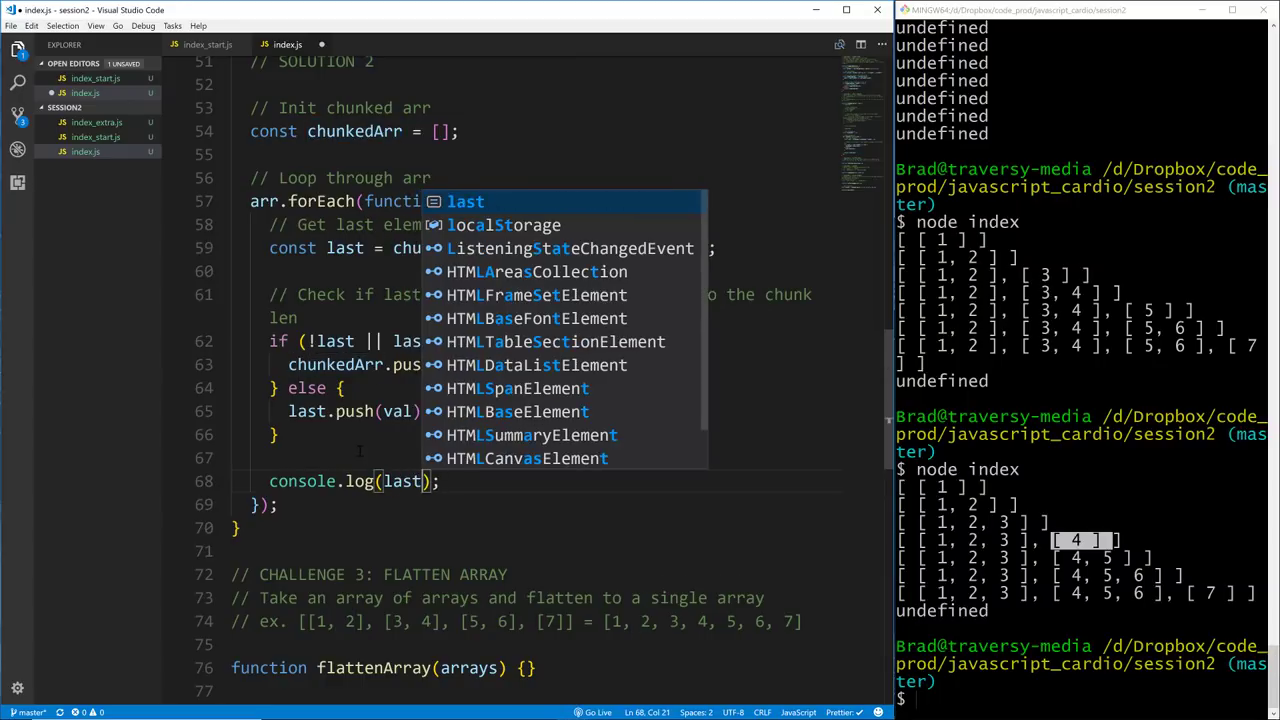 index.js - session2 - Visual Studio Code
File Edit Selection View Go Debug Tasks Help
EXPLORER
OPEN EDITORS 1 UNSAVED
JS index_start.js U
JS index.js U
SESSION2
JS index_extra.js U
JS index_start.js U
JS index.js U
JS index_start.js
JS index.js
51 // SOLUTION 2
52
53 // Init chunked arr
54 const chunkedArr = [];
55
56 // Loop through arr
57 arr.forEach(functi
58 // Get last elem
59 const last = chu ;
60
61 // Check if last o the chunk
len
62 if (!last || las
63 chunkedArr.pus
64 } else {
65 last.push(val)
66 }
67
68 console.log(last);
69 });
70 }
71
72 // CHALLENGE 3: FLATTEN ARRAY
73 // Take an array of arrays and flatten to a single array
74 // ex: [[1, 2], [3, 4], [5, 6], [7]] = [1, 2, 3, 4, 5, 6, 7]
75
76 function flattenArray(arrays) {}
77
last
localStorage
ListeningStateChangedEvent
HTMLAreasCollection
HTMLFrameSetElement
HTMLBaseFontElement
HTMLTableSectionElement
HTMLDataListElement
HTMLSpanElement
HTMLBaseElement
HTMLSummaryElement
HTMLCanvasElement
master* 0 0
Go Live Ln 68, Col 21 Spaces: 2 UTF-8 CRLF JavaScript Prettier: ✓
MINGW64:/d/Dropbox/code_prod/javascript_cardio/session2
undefined
undefined
undefined
undefined
undefined
undefined
undefined
Brad@traversy-media /d/Dropbox/code_
prod/javascript_cardio/session2 (mas
ter)
$ node index
[ [ 1 ] ]
[ [ 1, 2 ] ]
[ [ 1, 2 ], [ 3 ] ]
[ [ 1, 2 ], [ 3, 4 ] ]
[ [ 1, 2 ], [ 3, 4 ], [ 5 ] ]
[ [ 1, 2 ], [ 3, 4 ], [ 5, 6 ] ]
[ [ 1, 2 ], [ 3, 4 ], [ 5, 6 ], [ 7
] ]
undefined
Brad@traversy-media /d/Dropbox/code_
prod/javascript_cardio/session2 (mas
ter)
$ node index
[ [ 1 ] ]
[ [ 1, 2 ] ]
[ [ 1, 2, 3 ] ]
[ [ 1, 2, 3 ], [ 4 ] ]
[ [ 1, 2, 3 ], [ 4, 5 ] ]
[ [ 1, 2, 3 ], [ 4, 5, 6 ] ]
[ [ 1, 2, 3 ], [ 4, 5, 6 ], [ 7 ] ]
undefined
Brad@traversy-media /d/Dropbox/code_
prod/javascript_cardio/session2 (mas
ter)
$